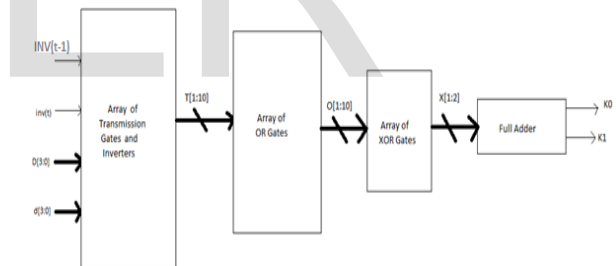 INV(t-1)
inv(t)
D(3:0)
d(3:0)
Array of
Transmission
Gates and
Inverters
T[1:10]
Array of
OR Gates
O[1:10]
Array of
XOR Gates
X[1:2]
Full Adder
K0
K1